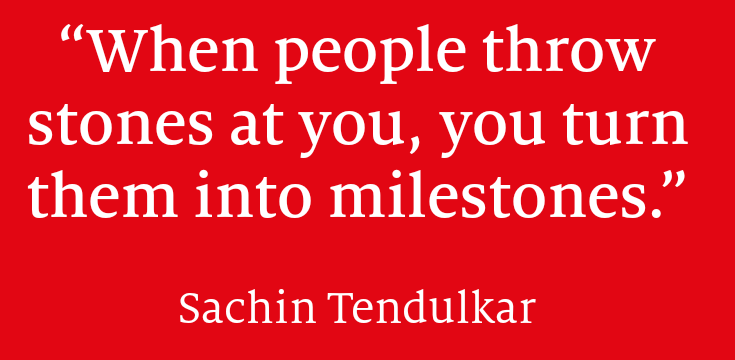 “When people throw
stones at you, you turn
them into milestones.”
Sachin Tendulkar